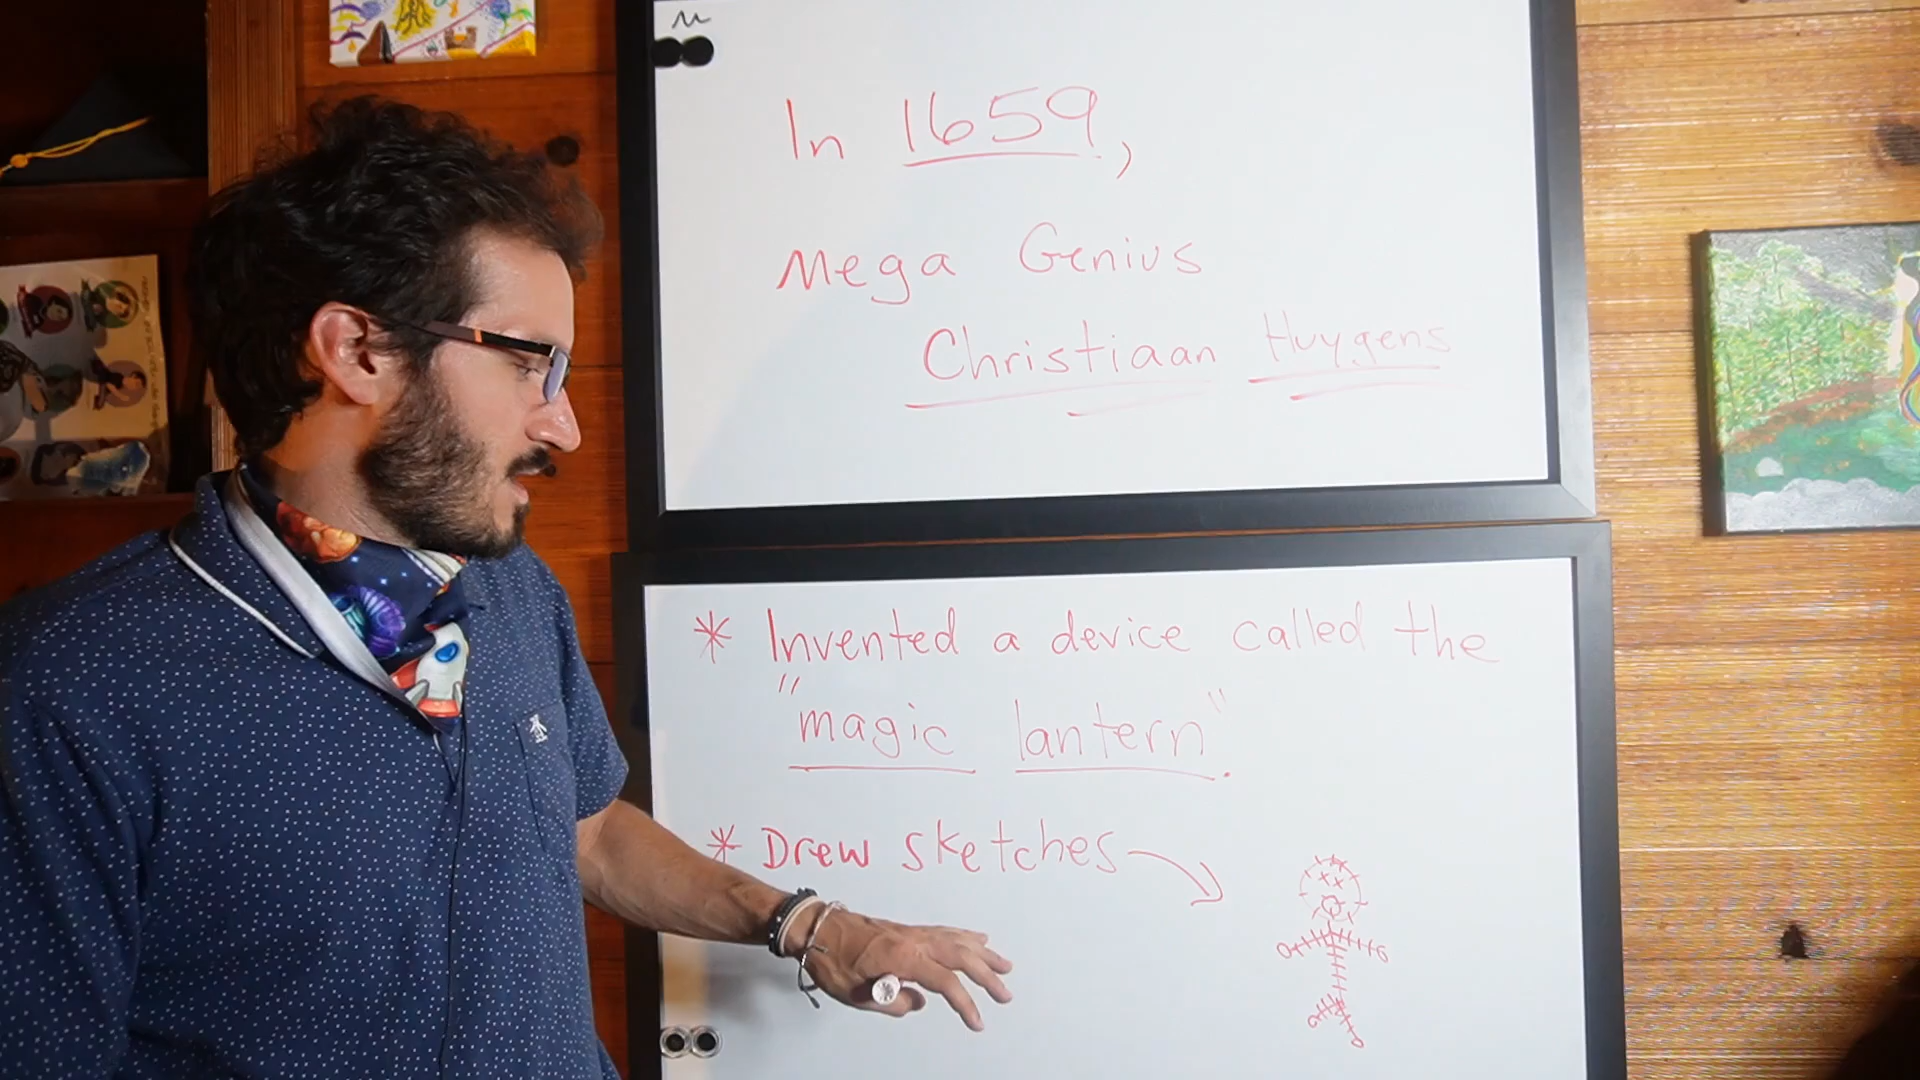 In 1659,
Mega Genius
Christiaan Huygens
* Invented a device called the
"magic lantern".
* Drew sketches